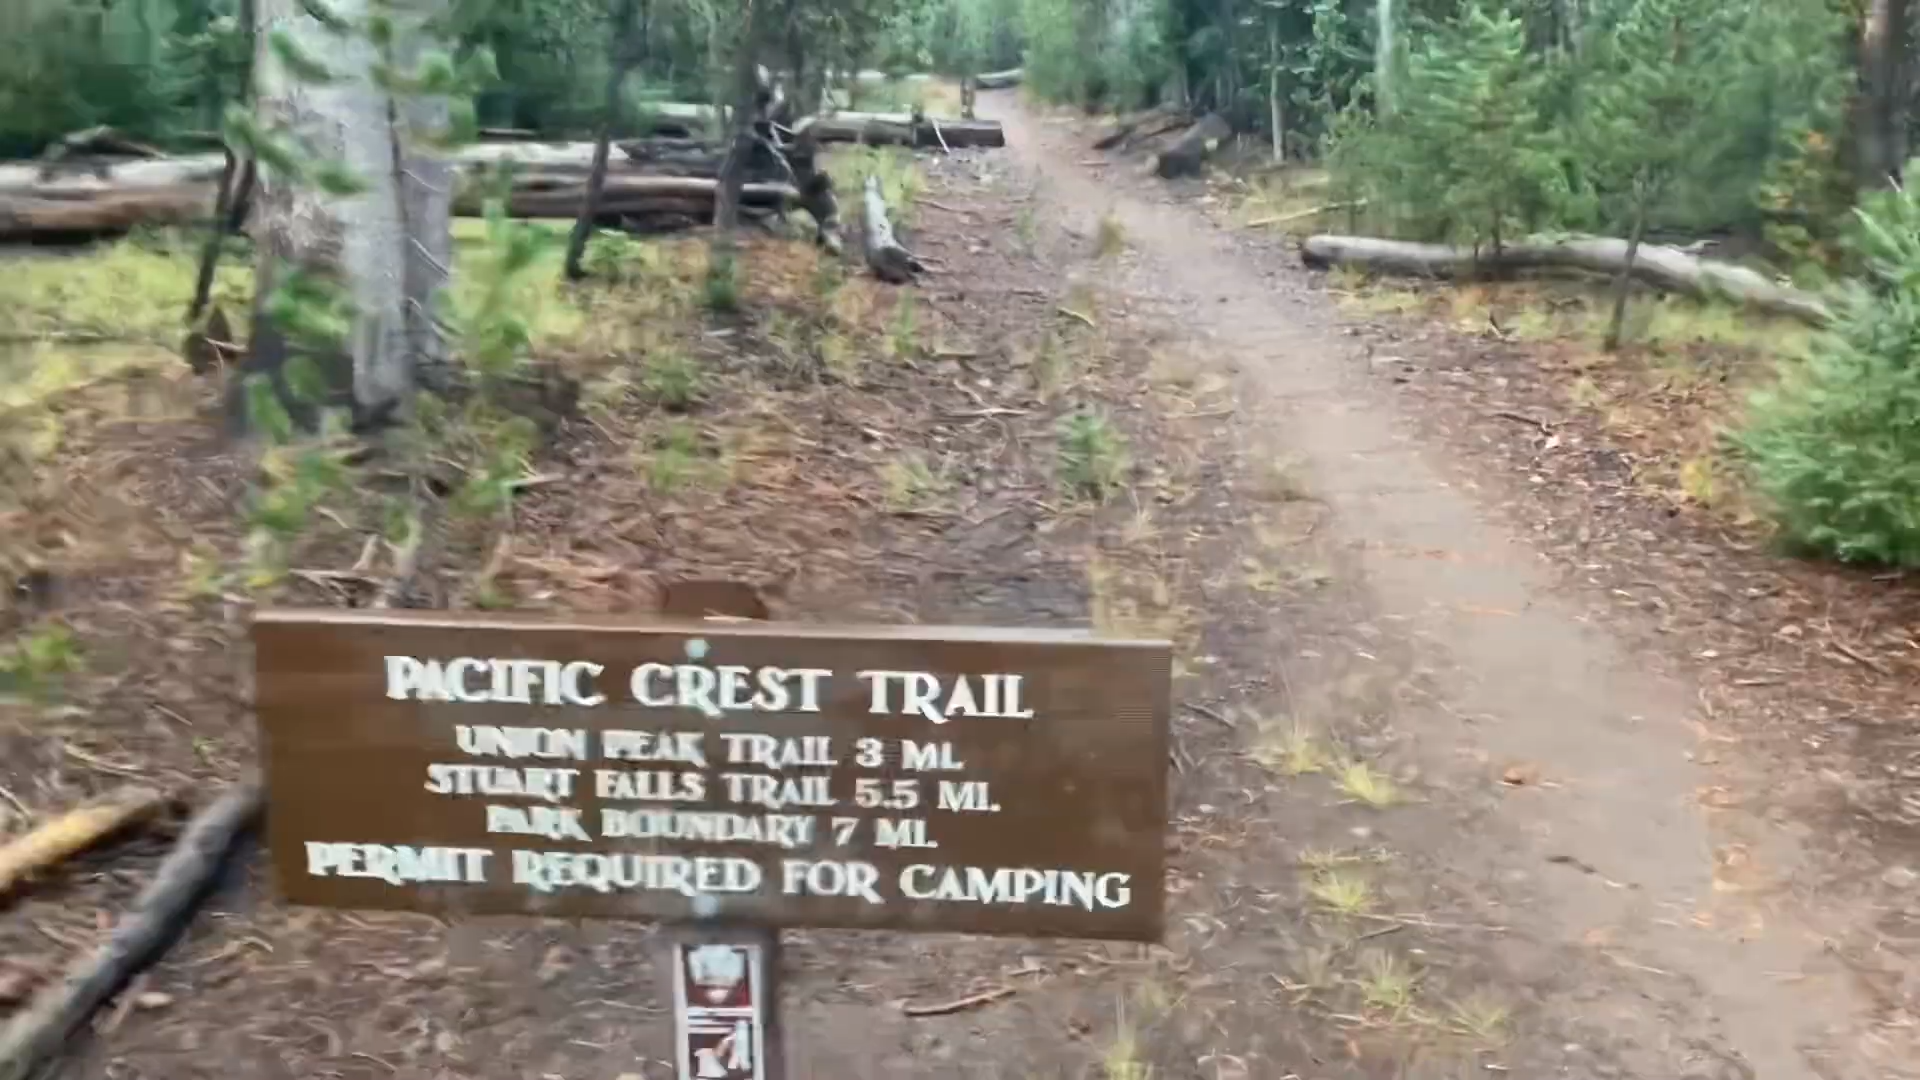 PACIFIC CREST TRAIL
UNION PEAK TRAIL 3 MI.
STUART FALLS TRAIL 5.5 MI.
PARK BOUNDARY 7 MI.
PERMIT REQUIRED FOR CAMPING